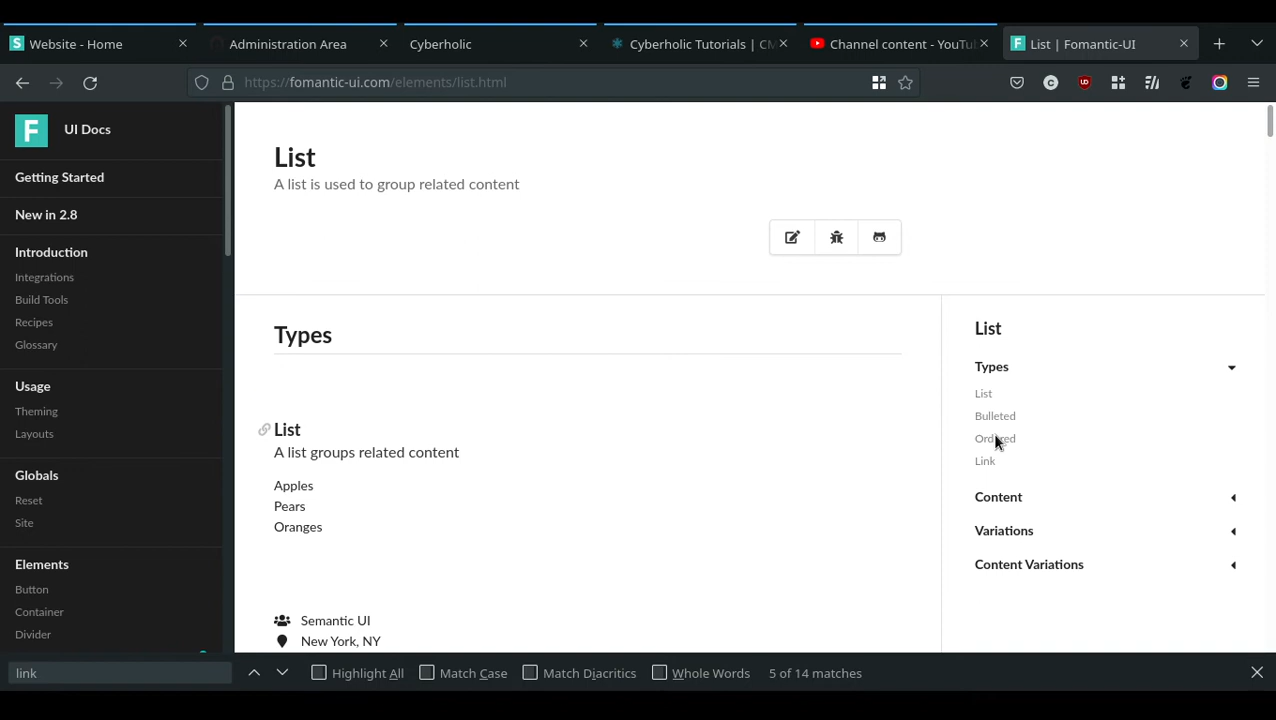 Website - Home
Administration Area
Cyberholic
Cyberholic Tutorials | CM
Channel content - YouTu
List | Fomantic-UI
https://fomantic-ui.com/elements/list.html
F UI Docs
Getting Started
New in 2.8
Introduction
Integrations
Build Tools
Recipes
Glossary
Usage
Theming
Layouts
Globals
Reset
Site
Elements
Button
Container
Divider
List
A list is used to group related content
Types
List
A list groups related content
Apples
Pears
Oranges
Semantic UI
New York, NY
List
Types
List
Bulleted
Ordered
Link
Content
Variations
Content Variations
link
Highlight All
Match Case
Match Diacritics
Whole Words
5 of 14 matches